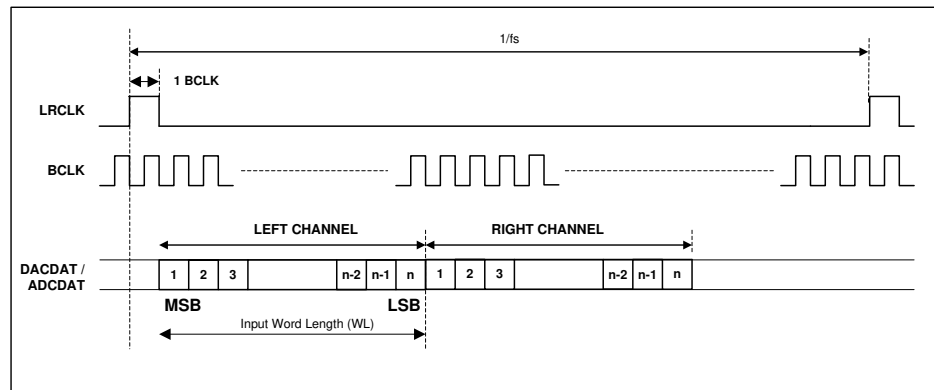 1/fs
1 BCLK
LRCLK
BCLK
LEFT CHANNEL RIGHT CHANNEL
DACDAT /
ADCDAT
1 2 3 n-2 n-1 n 1 2 3 n-2 n-1 n
MSB LSB
Input Word Length (WL)